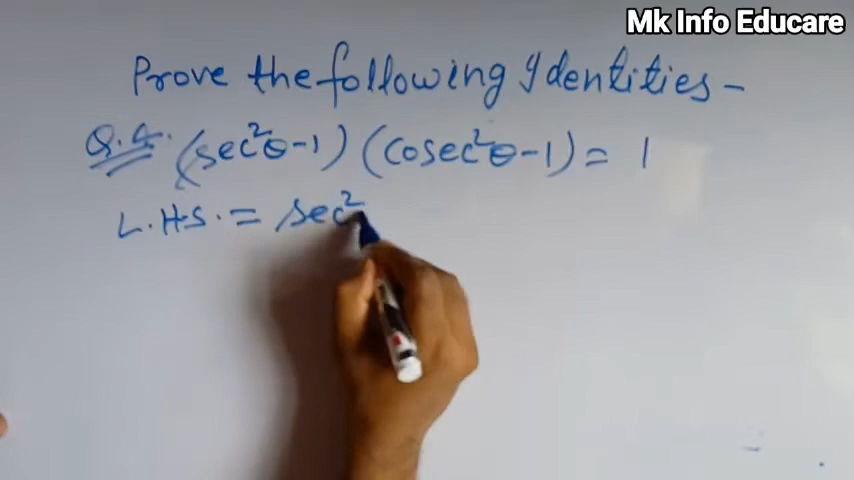 Mk Info Educare
Prove the following Identities -
Q.4. (sec²θ-1) (cosec²θ-1) = 1
L.H.S. = sec²